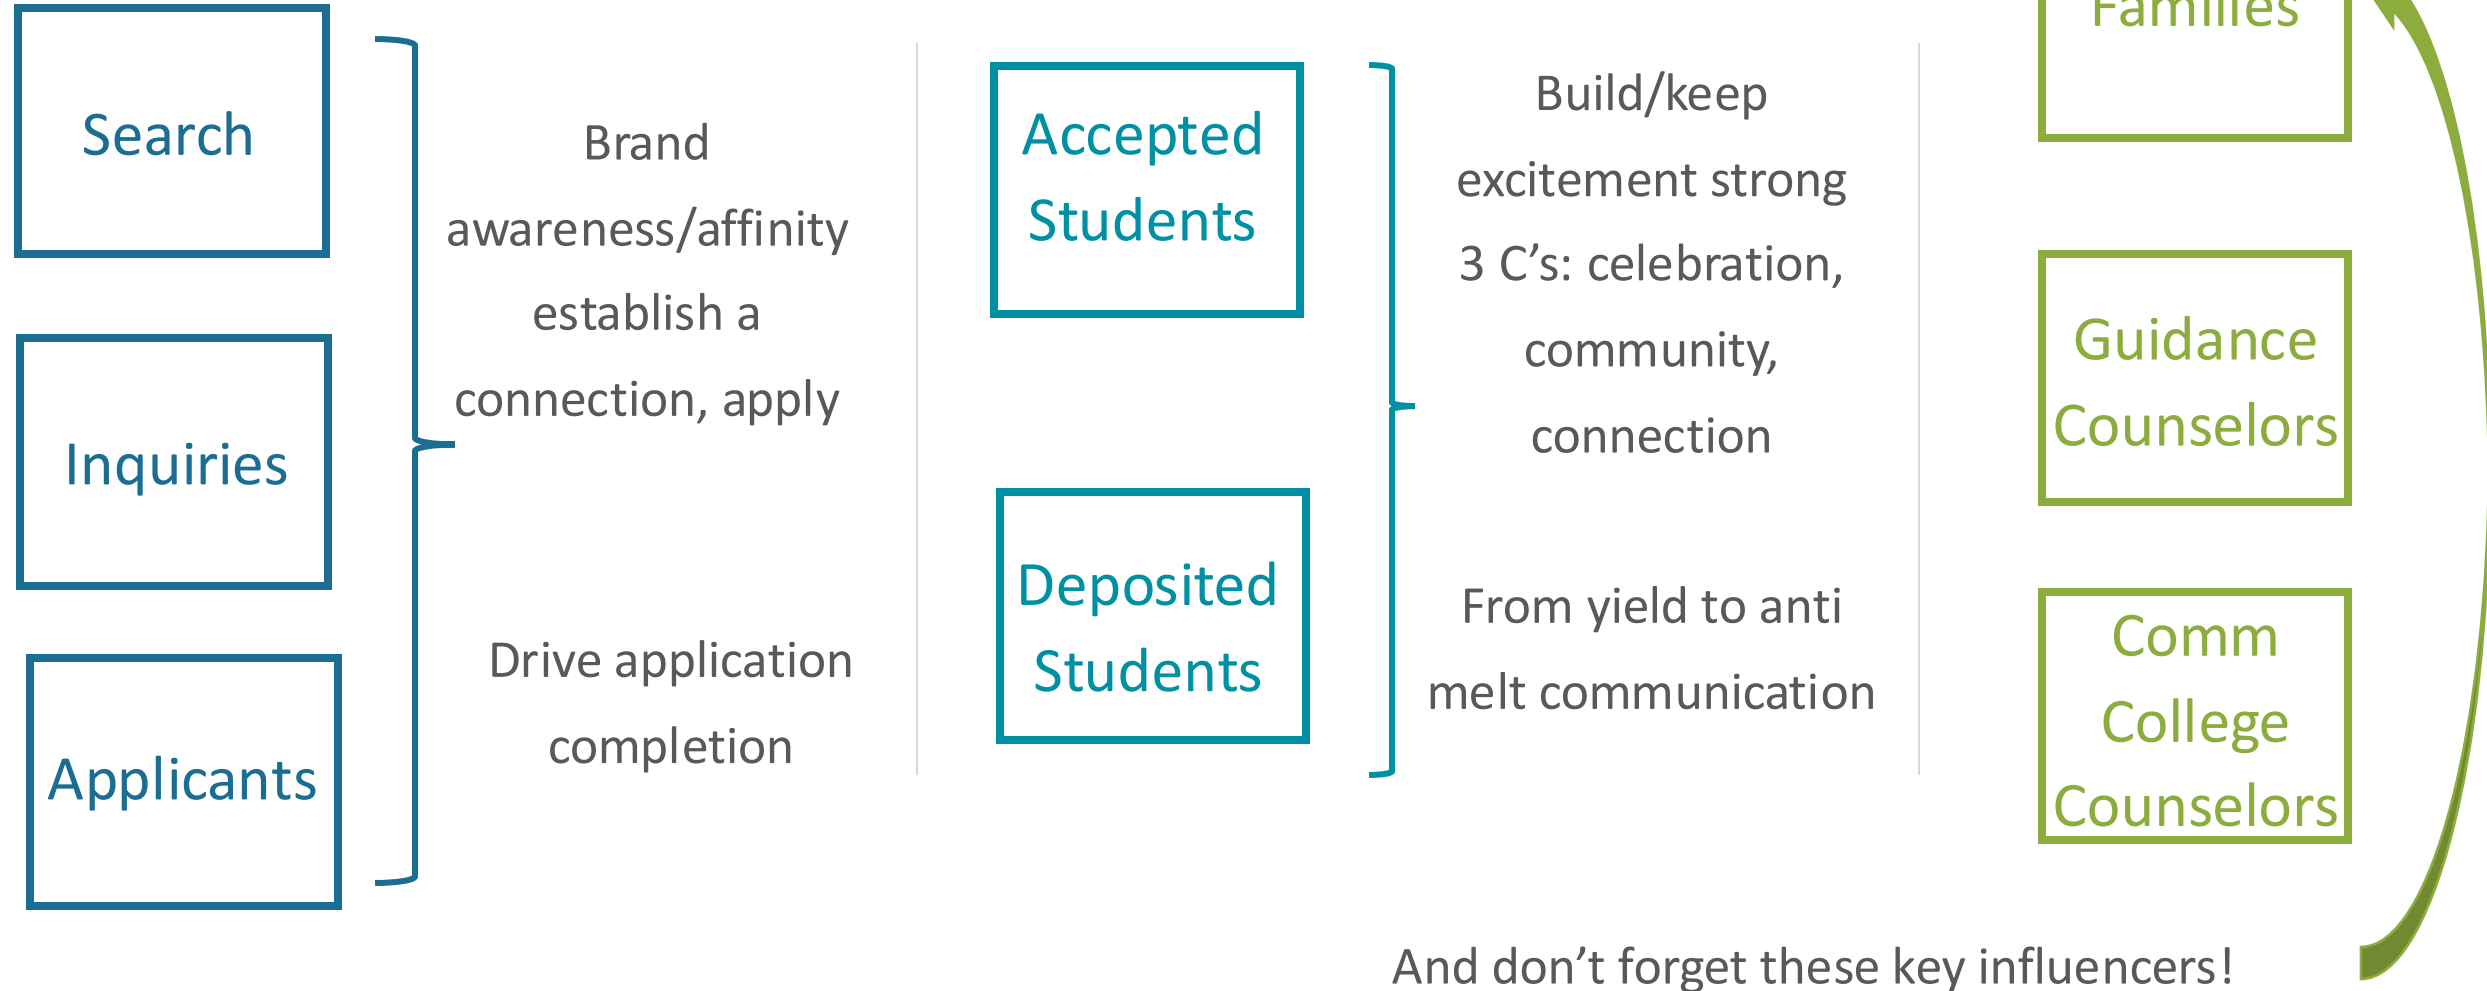 Search
Inquiries
Applicants
Brand
awareness/affinity
establish a
connection, apply
Drive application
completion
Accepted
Students
Deposited
Students
Build/keep
excitement strong
3 C’s: celebration,
community,
connection
From yield to anti
melt communication
Families
Guidance
Counselors
Comm
College
Counselors
And don’t forget these key influencers!